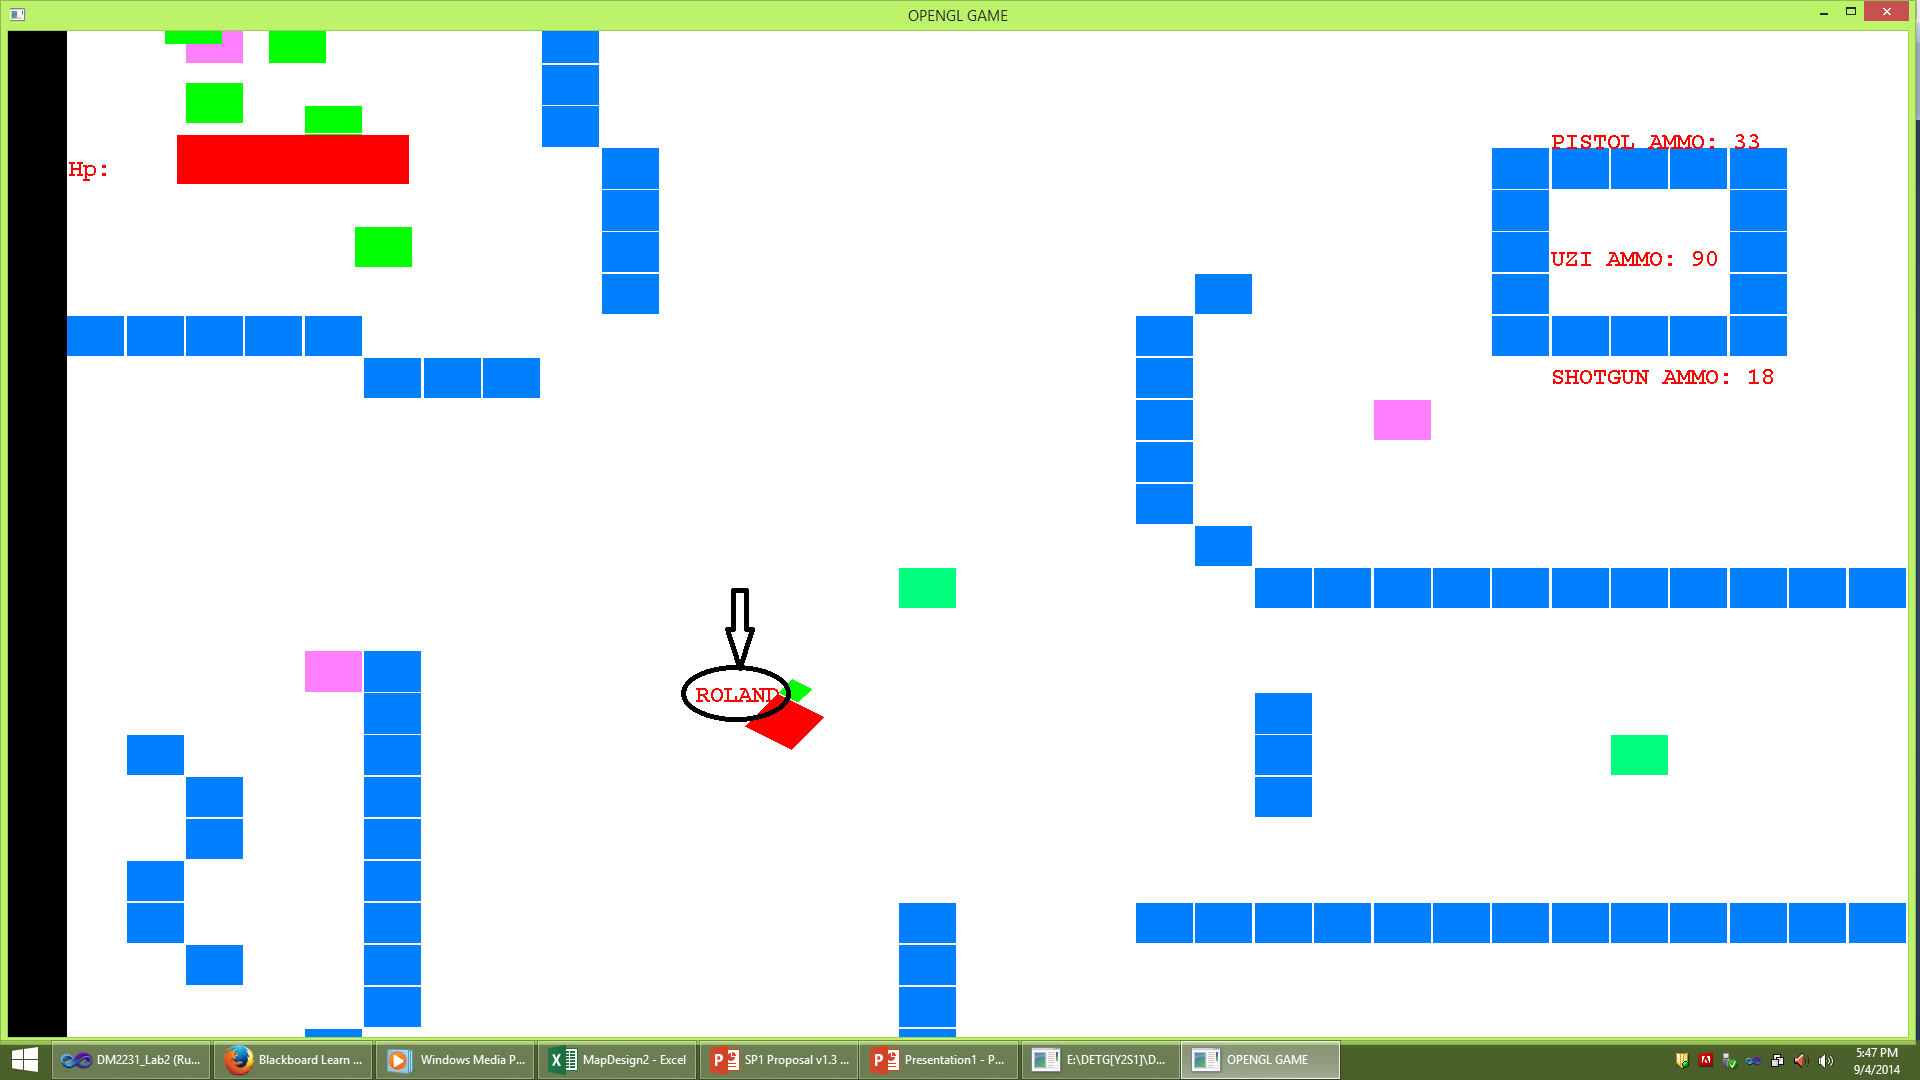 OPENGL GAME
PISTOL AMMO: 33
Hp:
UZI AMMO: 90
SHOTGUN AMMO: 18
ROLAND
DM2231_Lab2 (Ru...
Blackboard Learn ...
Windows Media P...
MapDesign2 - Excel
SP1 Proposal v1.3 ...
Presentation1 - P...
E:\DETG[Y2S1]\D...
OPENGL GAME
5:47 PM
9/4/2014